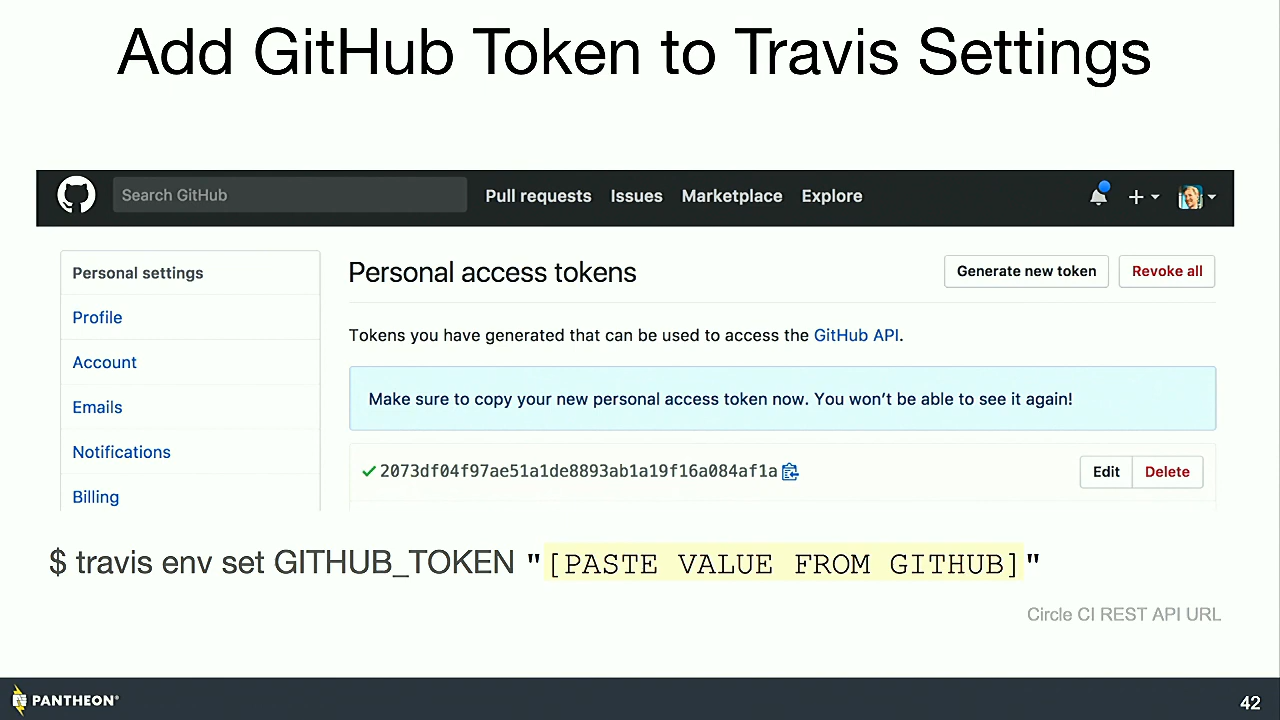 Add GitHub Token to Travis Settings
Search GitHub
Pull requests
Issues
Marketplace
Explore
Personal settings
Profile
Account
Emails
Notifications
Billing
Personal access tokens
Generate new token
Revoke all
Tokens you have generated that can be used to access the GitHub API.
Make sure to copy your new personal access token now. You won't be able to see it again!
2073df04f97ae51a1de8893ab1a19f16a084af1a
Edit
Delete
$ travis env set GITHUB_TOKEN "[PASTE VALUE FROM GITHUB]"
Circle CI REST API URL
PANTHEON®
42